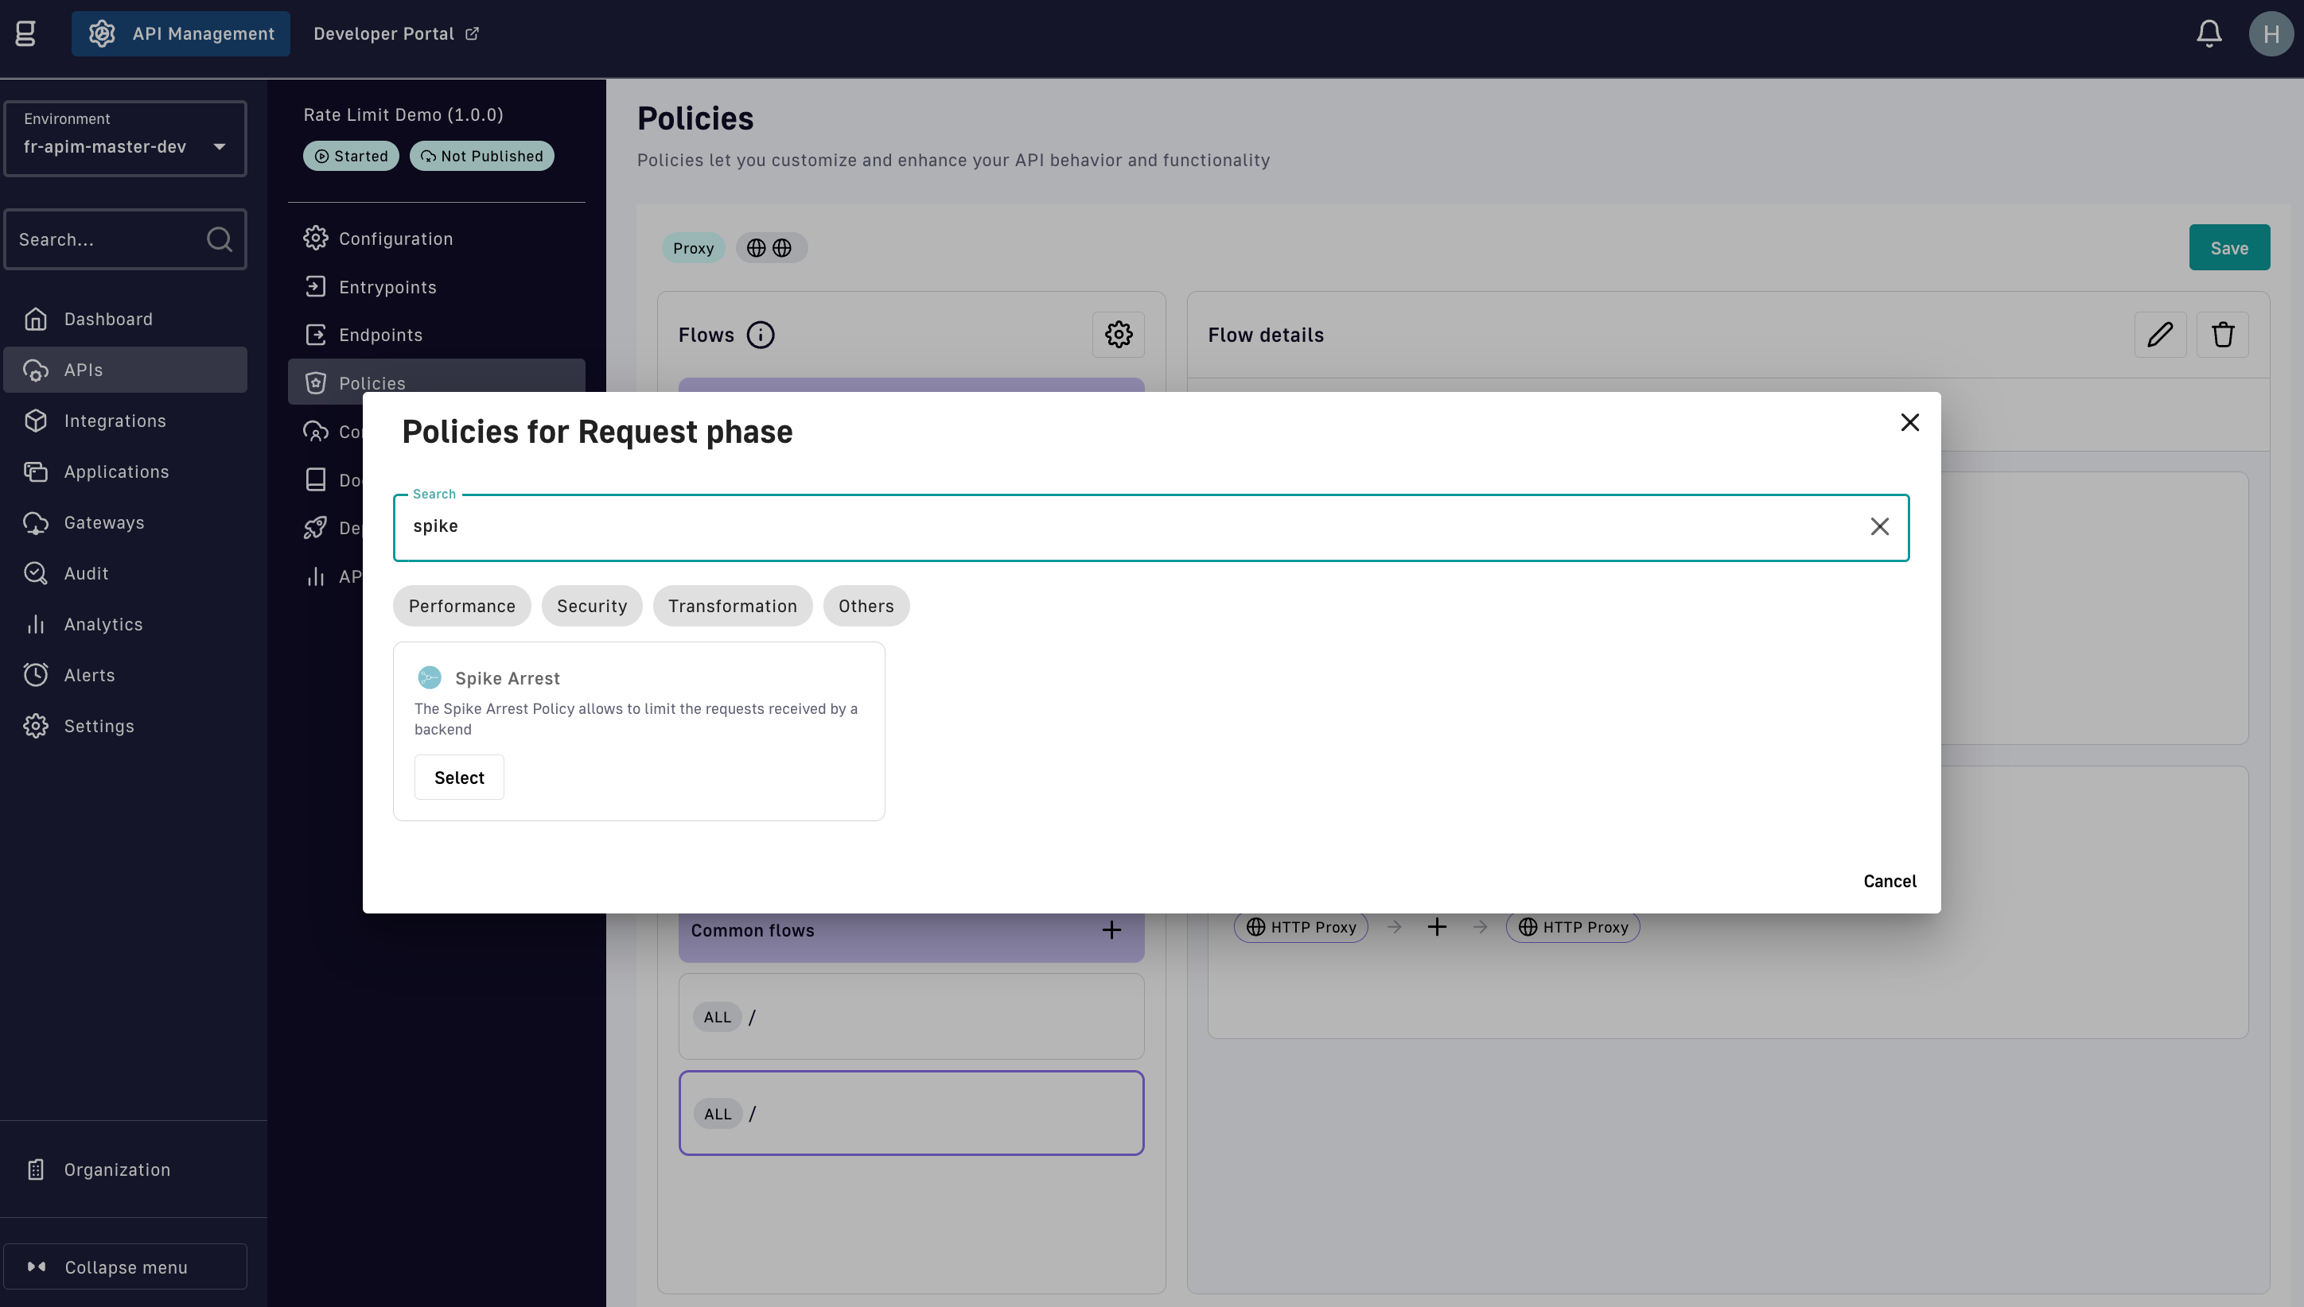 API Management
Developer Portal
H
Environment
fr-apim-master-dev
Search...
Dashboard
APIs
Integrations
Applications
Gateways
Audit
Analytics
Alerts
Settings
Organization
Collapse menu
Rate Limit Demo (1.0.0)
Started
Not Published
Configuration
Entrypoints
Endpoints
Policies
Co
Do
De
AP
Policies
Policies let you customize and enhance your API behavior and functionality
Proxy
Save
Flows
Flow details
Policies for Request phase
Search
spike
Performance
Security
Transformation
Others
Spike Arrest
The Spike Arrest Policy allows to limit the requests received by a
backend
Select
Cancel
Common flows
HTTP Proxy
HTTP Proxy
ALL /
ALL /